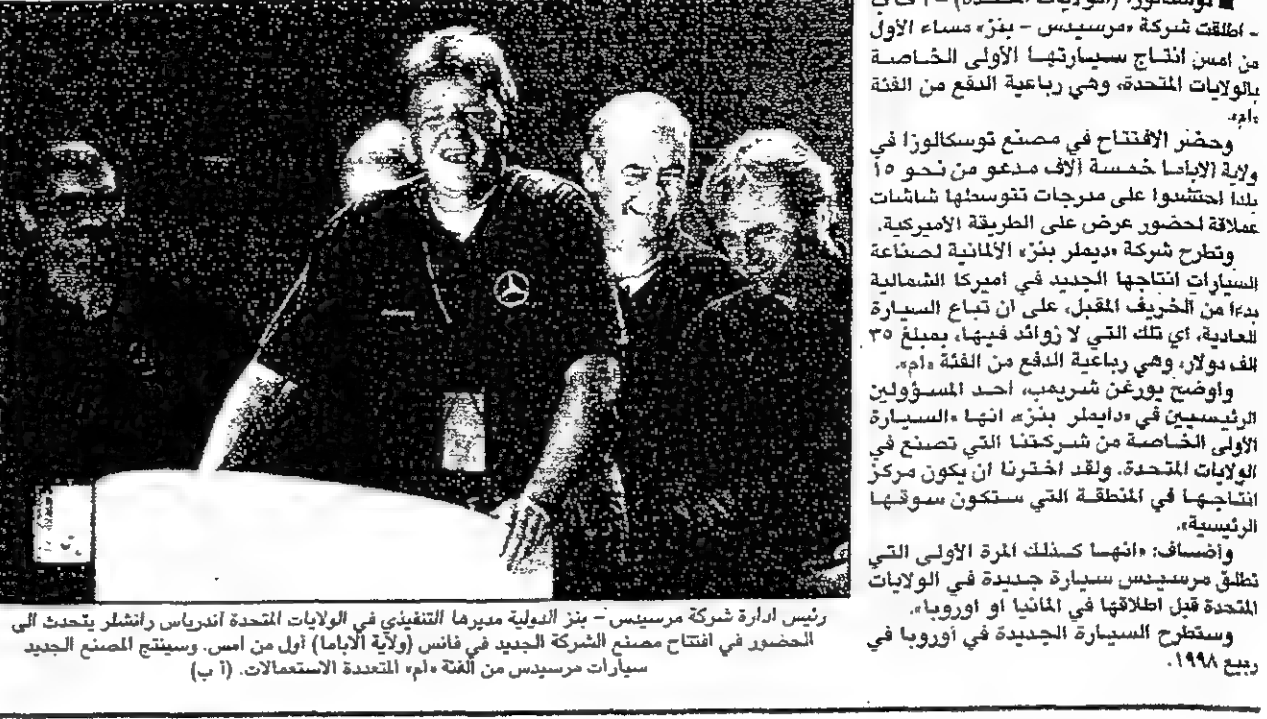 ■ توسكالوزا (الولايات المتحدة) - أ ف ب
- اطلقت شركة «مرسيدس - بنز» مساء الأول
من امس انتاج سيارتها الأولى الخاصة
بالولايات المتحدة، وهي رباعية الدفع من الفئة
«ام».
وحضر الافتتاح في مصنع توسكالوزا في
ولاية الاباما خمسة آلاف مدعو من نحو ١٥
بلداً احتشدوا على مدرجات تتوسطها شاشات
عملاقة لحضور عرض على الطريقة الاميركية.
وتطرح شركة «ديملر بنز» الألمانية لصناعة
السيارات انتاجها الجديد في اميركا الشمالية
بدءاً من الخريف المقبل، على ان تباع السيارة
العادية، اي تلك التي لا زوائد فيها، بمبلغ ٣٥
الف دولار، وهي رباعية الدفع من الفئة «ام».
واوضح يورغن شريمب، احد المسؤولين
الرئيسيين في «دايملر بنز»، انها «السيارة
الأولى الخاصة من شركتنا التي تصنع في
الولايات المتحدة. ولقد اخترنا ان يكون مركز
انتاجها في المنطقة التي ستكون سوقها
الرئيسية».
وأضاف: «انها كذلك المرة الأولى التي
تطلق مرسيدس سيارة جديدة في الولايات
المتحدة قبل اطلاقها في المانيا او اوروبا».
وستطرح السيارة الجديدة في أوروبا في
ربيع ١٩٩٨.
رئيس ادارة شركة مرسيدس - بنز الدولية مديرها التنفيذي في الولايات المتحدة أندرياس رانشلر يتحدث الى
الحضور في افتتاح مصنع الشركة الجديد في فانس (ولاية الاباما) أول من امس. وسينتج المصنع الجديد
سيارات مرسيدس من الفئة «ام» المتعددة الاستعمالات. (أ ب)